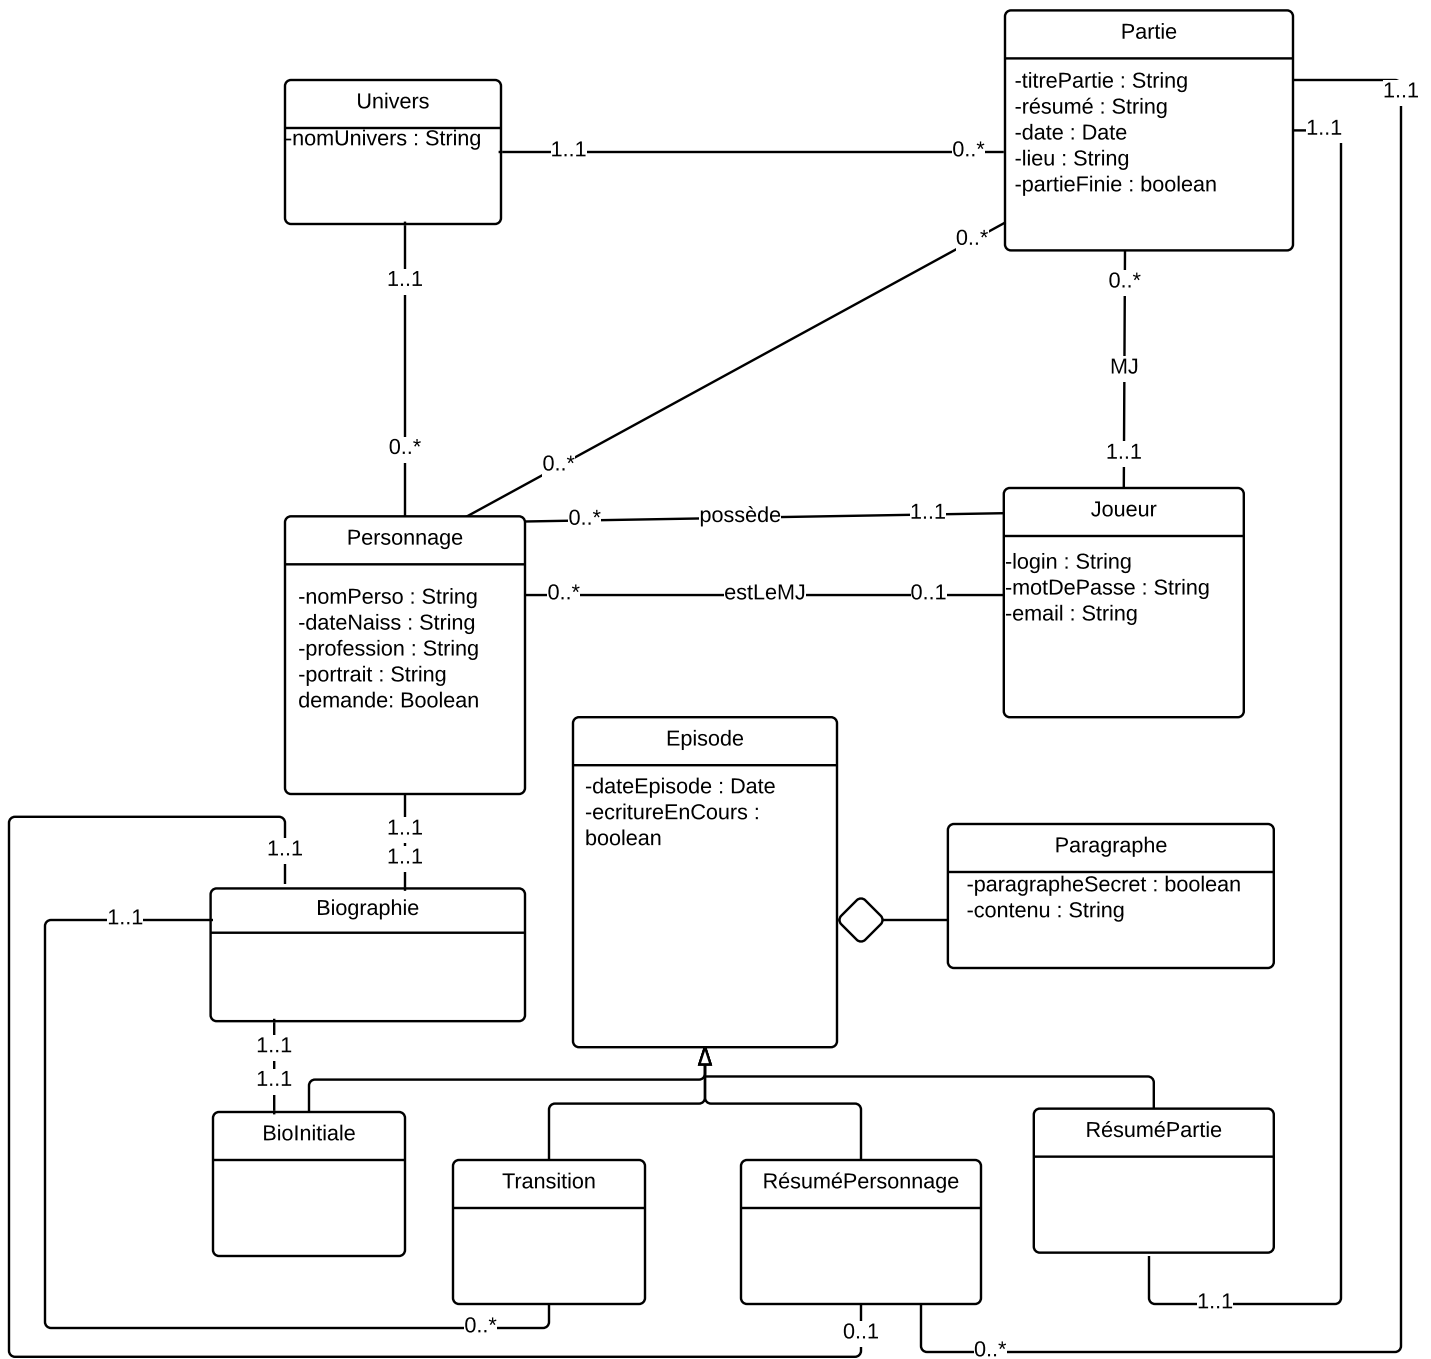 Partie
-titrePartie : String
-résumé : String
-date : Date
-lieu : String
-partieFinie : boolean
1..1
1..1
Univers
-nomUnivers : String
1..1
0..*
1..1
0..*
0..*
0..*
0..*
MJ
1..1
Personnage
-nomPerso : String
-dateNaiss : String
-profession : String
-portrait : String
demande: Boolean
0..*
possède
1..1
0..*
estLeMJ
0..1
Joueur
-login : String
-motDePasse : String
-email : String
Episode
-dateEpisode : Date
-ecritureEnCours :
boolean
Paragraphe
-paragrapheSecret : boolean
-contenu : String
1..1
1..1
1..1
1..1
Biographie
1..1
1..1
BioInitiale
Transition
RésuméPersonnage
RésuméPartie
1..1
0..*
0..1
0..*